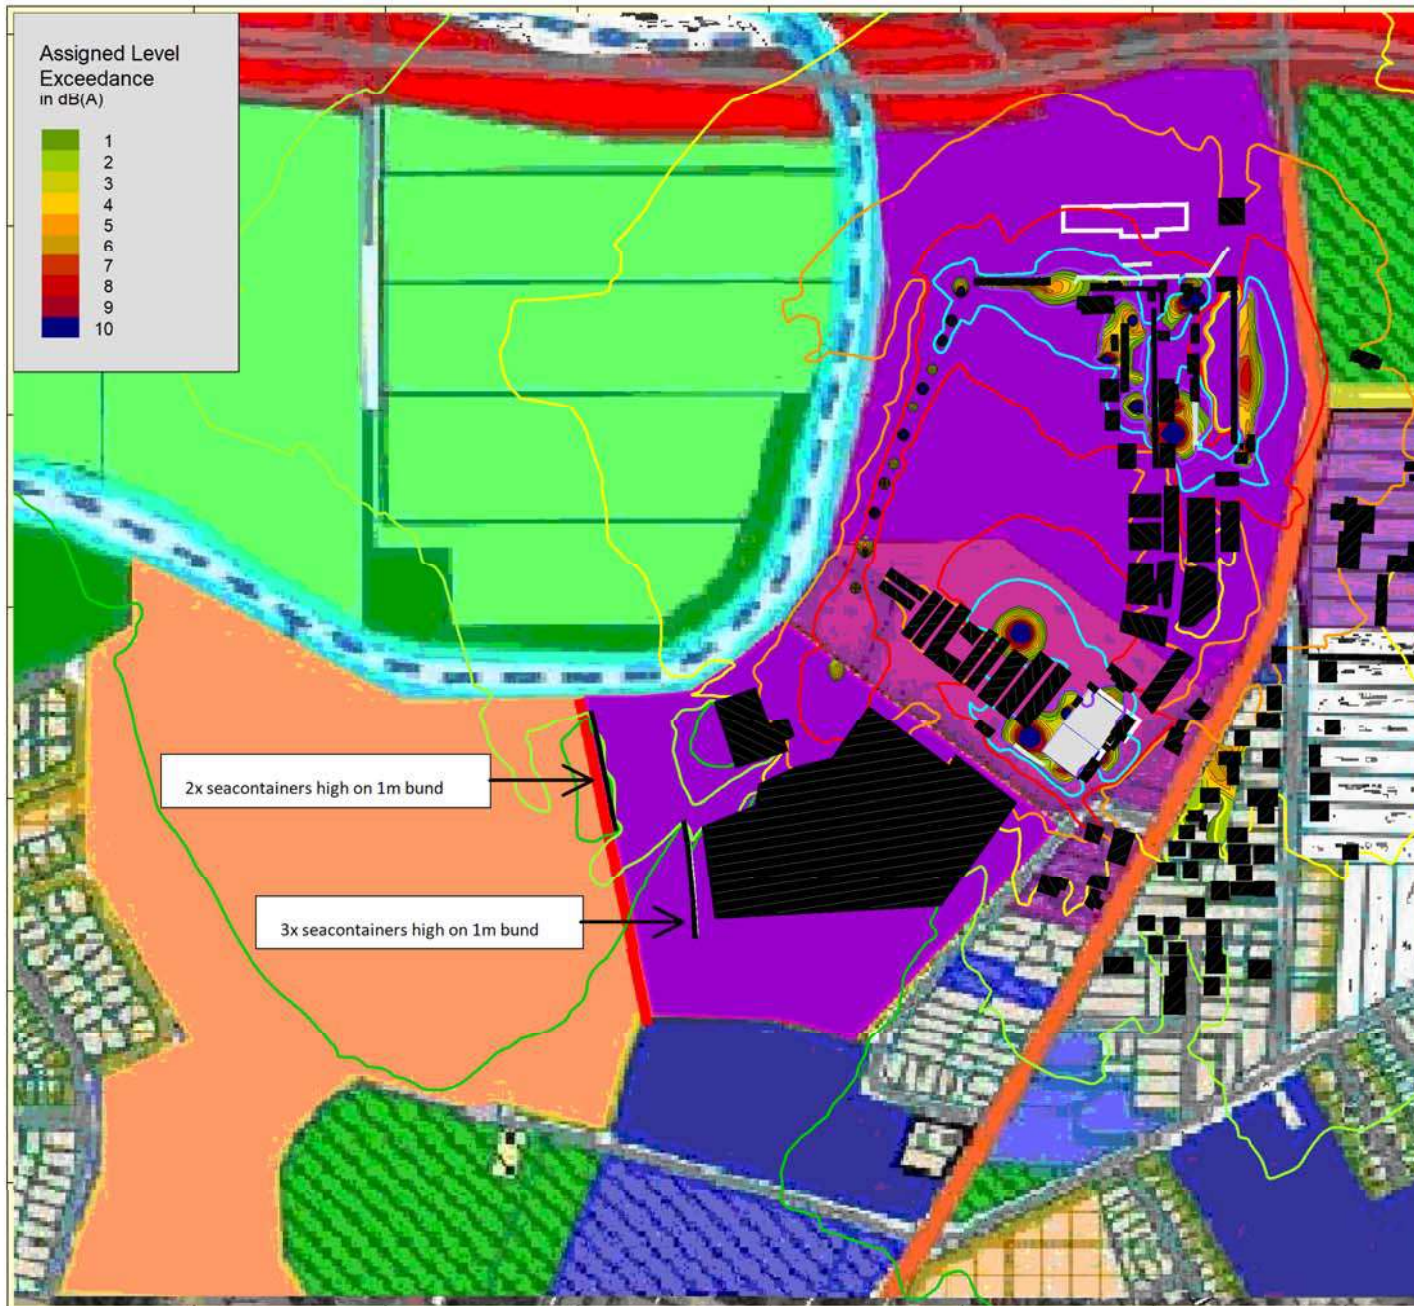 Assigned Level
Exceedance
in dB(A)
1
2
3
4
5
6
7
8
9
10
2x seacontainers high on 1m bund
3x seacontainers high on 1m bund